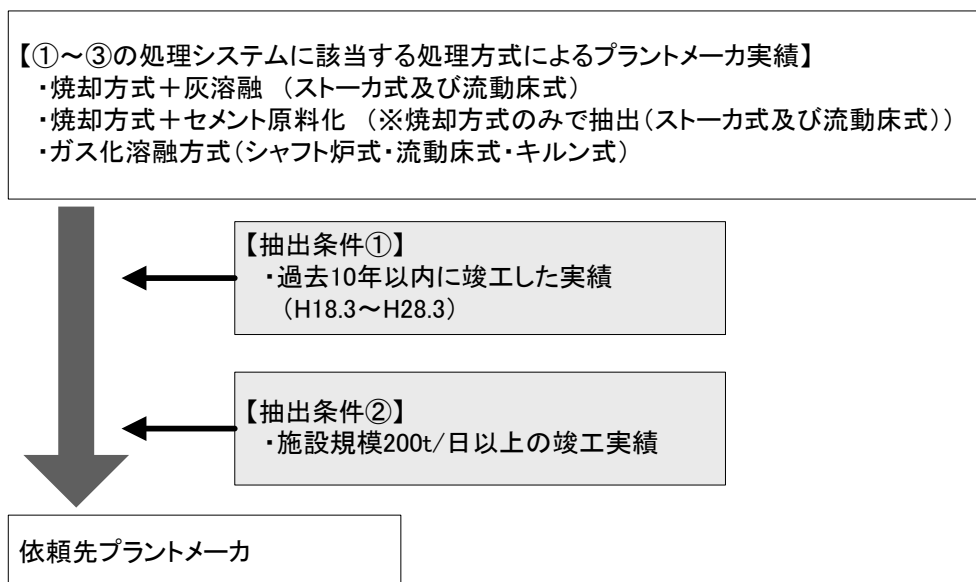 【①～③の処理システムに該当する処理方式によるプラントメーカ実績】
・焼却方式＋灰溶融 （ストーカ式及び流動床式）
・焼却方式＋セメント原料化 （※焼却方式のみで抽出（ストーカ式及び流動床式））
・ガス化溶融方式（シャフト炉式・流動床式・キルン式）
【抽出条件①】
・過去10年以内に竣工した実績
（H18.3～H28.3）
【抽出条件②】
・施設規模200t/日以上の竣工実績
依頼先プラントメーカ